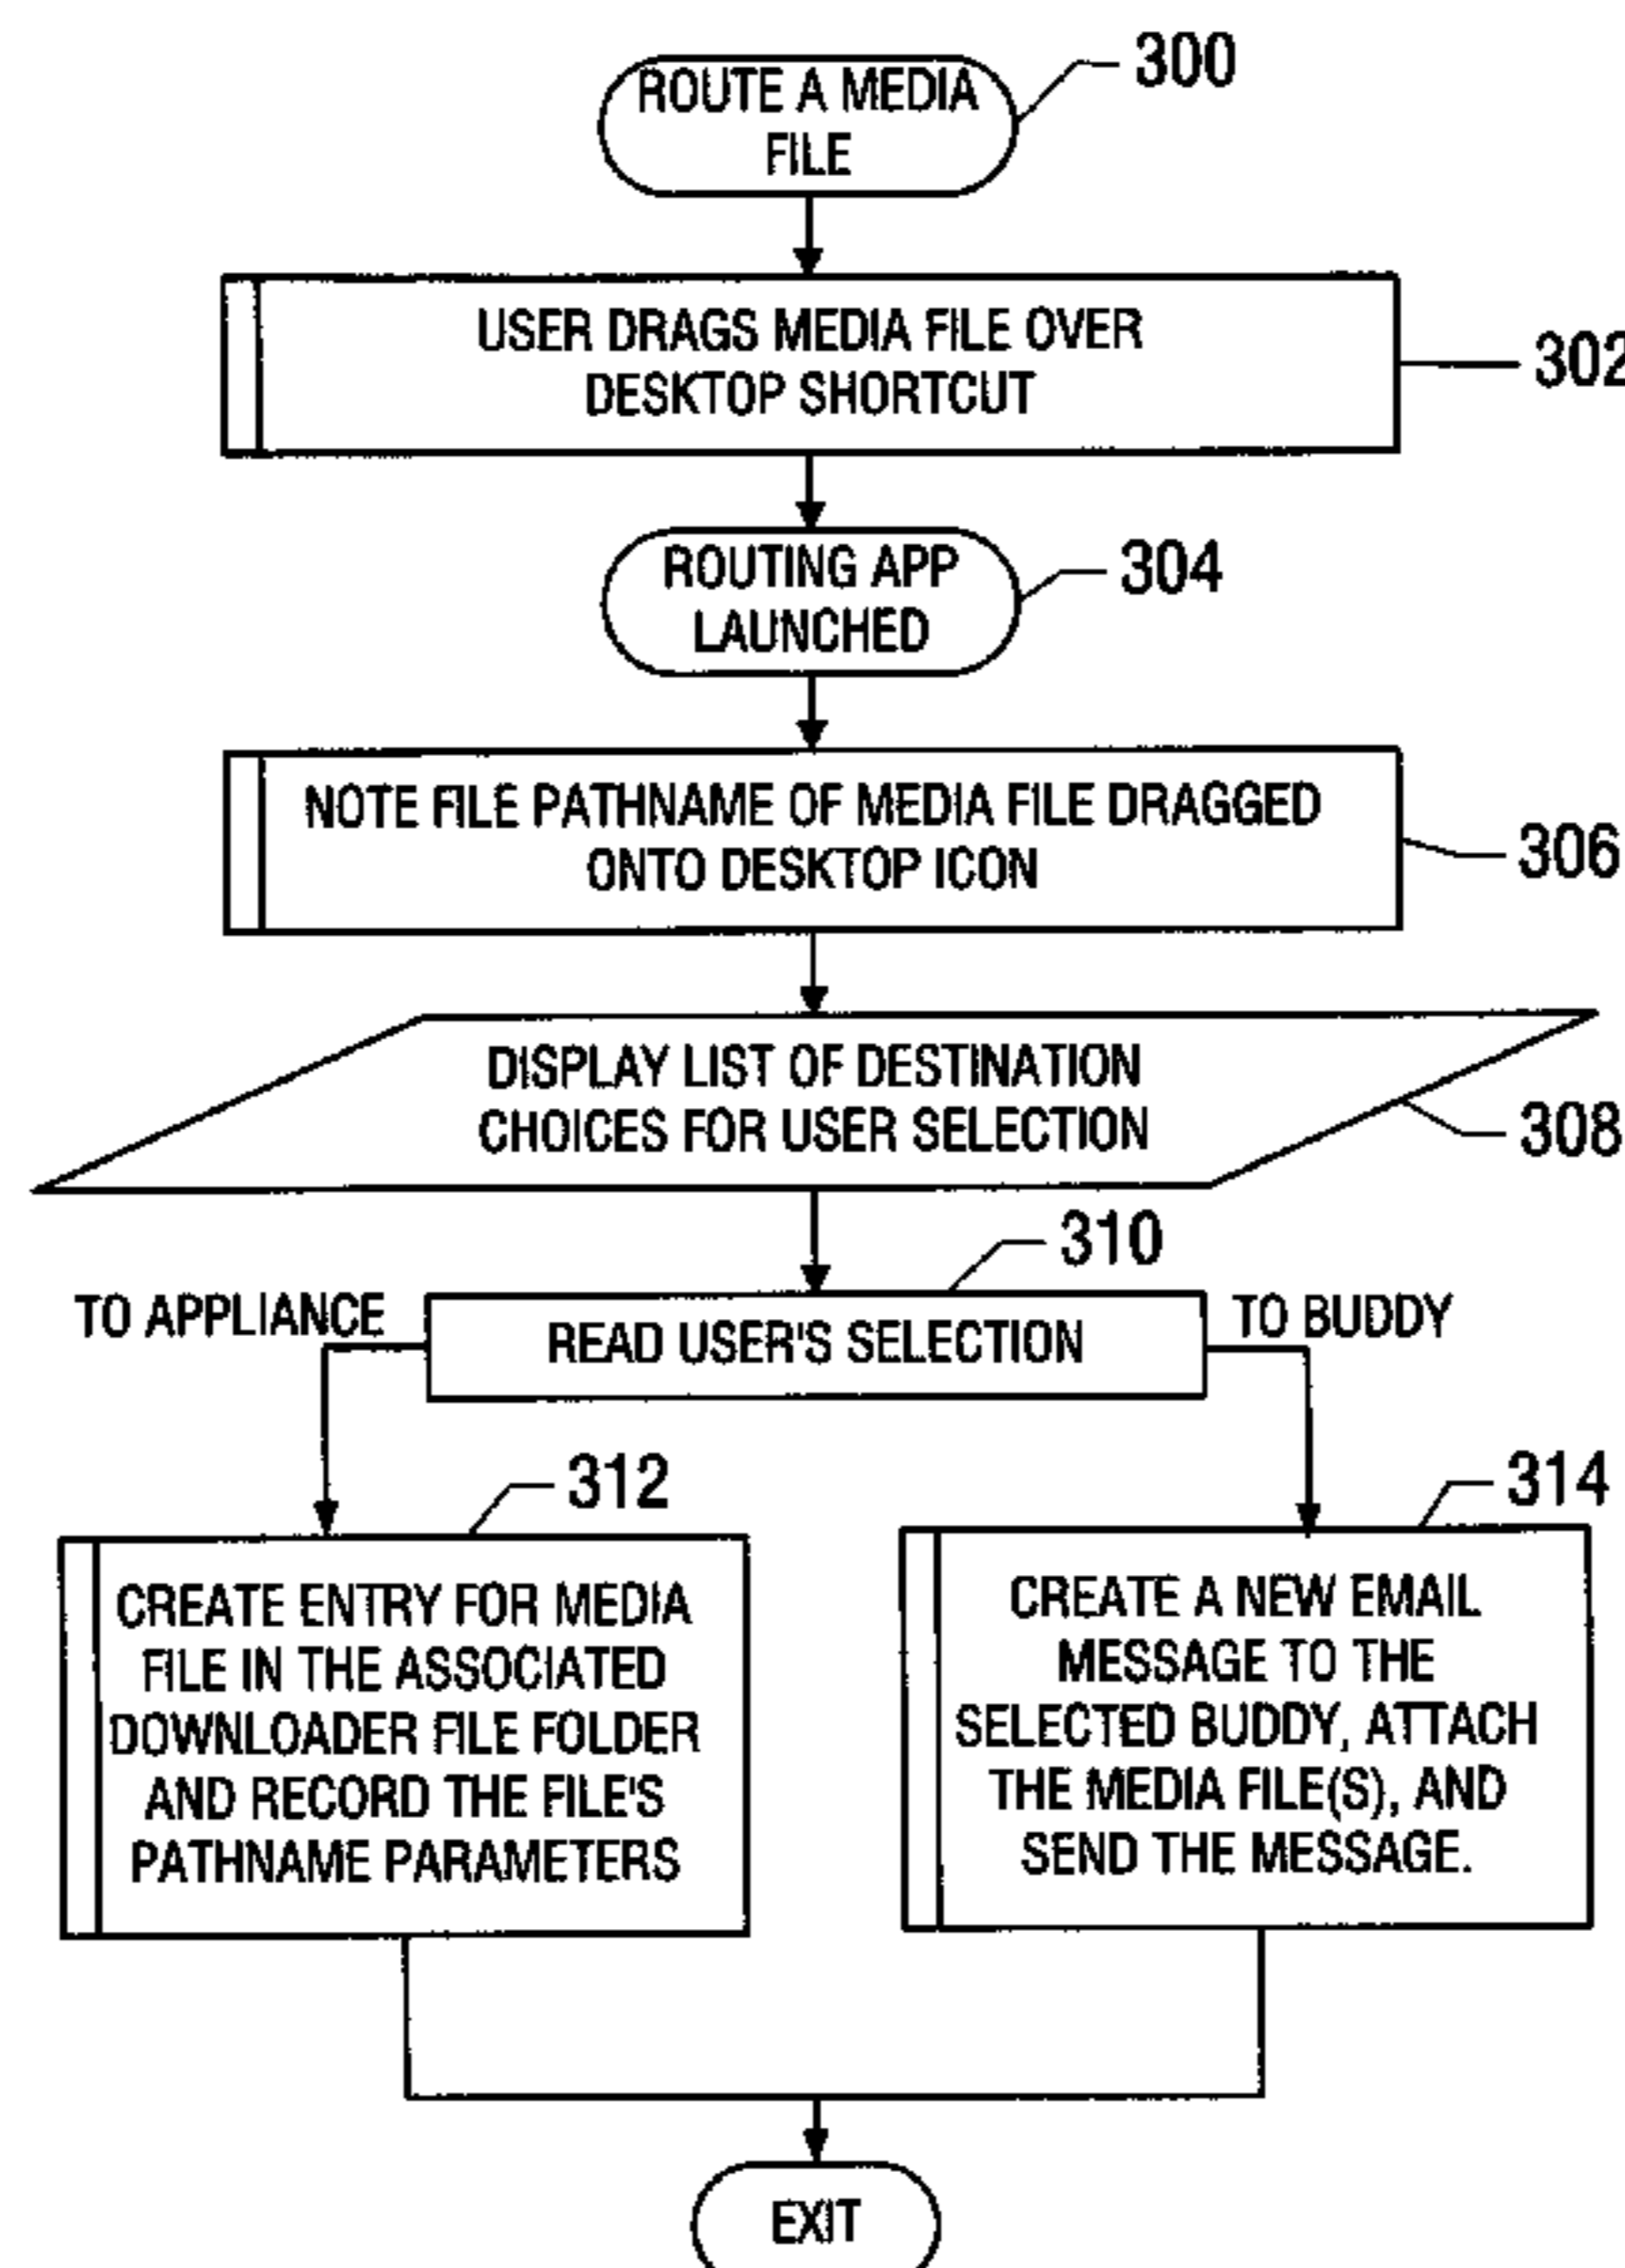 300
ROUTE A MEDIA
FILE
USER DRAGS MEDIA FILE OVER
DESKTOP SHORTCUT
302
ROUTING APP
LAUNCHED
304
NOTE FILE PATHNAME OF MEDIA FILE DRAGGED
ONTO DESKTOP ICON
306
DISPLAY LIST OF DESTINATION
CHOICES FOR USER SELECTION
308
310
TO APPLIANCE
READ USER'S SELECTION
TO BUDDY
312
CREATE ENTRY FOR MEDIA
FILE IN THE ASSOCIATED
DOWNLOADER FILE FOLDER
AND RECORD THE FILE'S
PATHNAME PARAMETERS
314
CREATE A NEW EMAIL
MESSAGE TO THE
SELECTED BUDDY, ATTACH
THE MEDIA FILE(S), AND
SEND THE MESSAGE.
EXIT